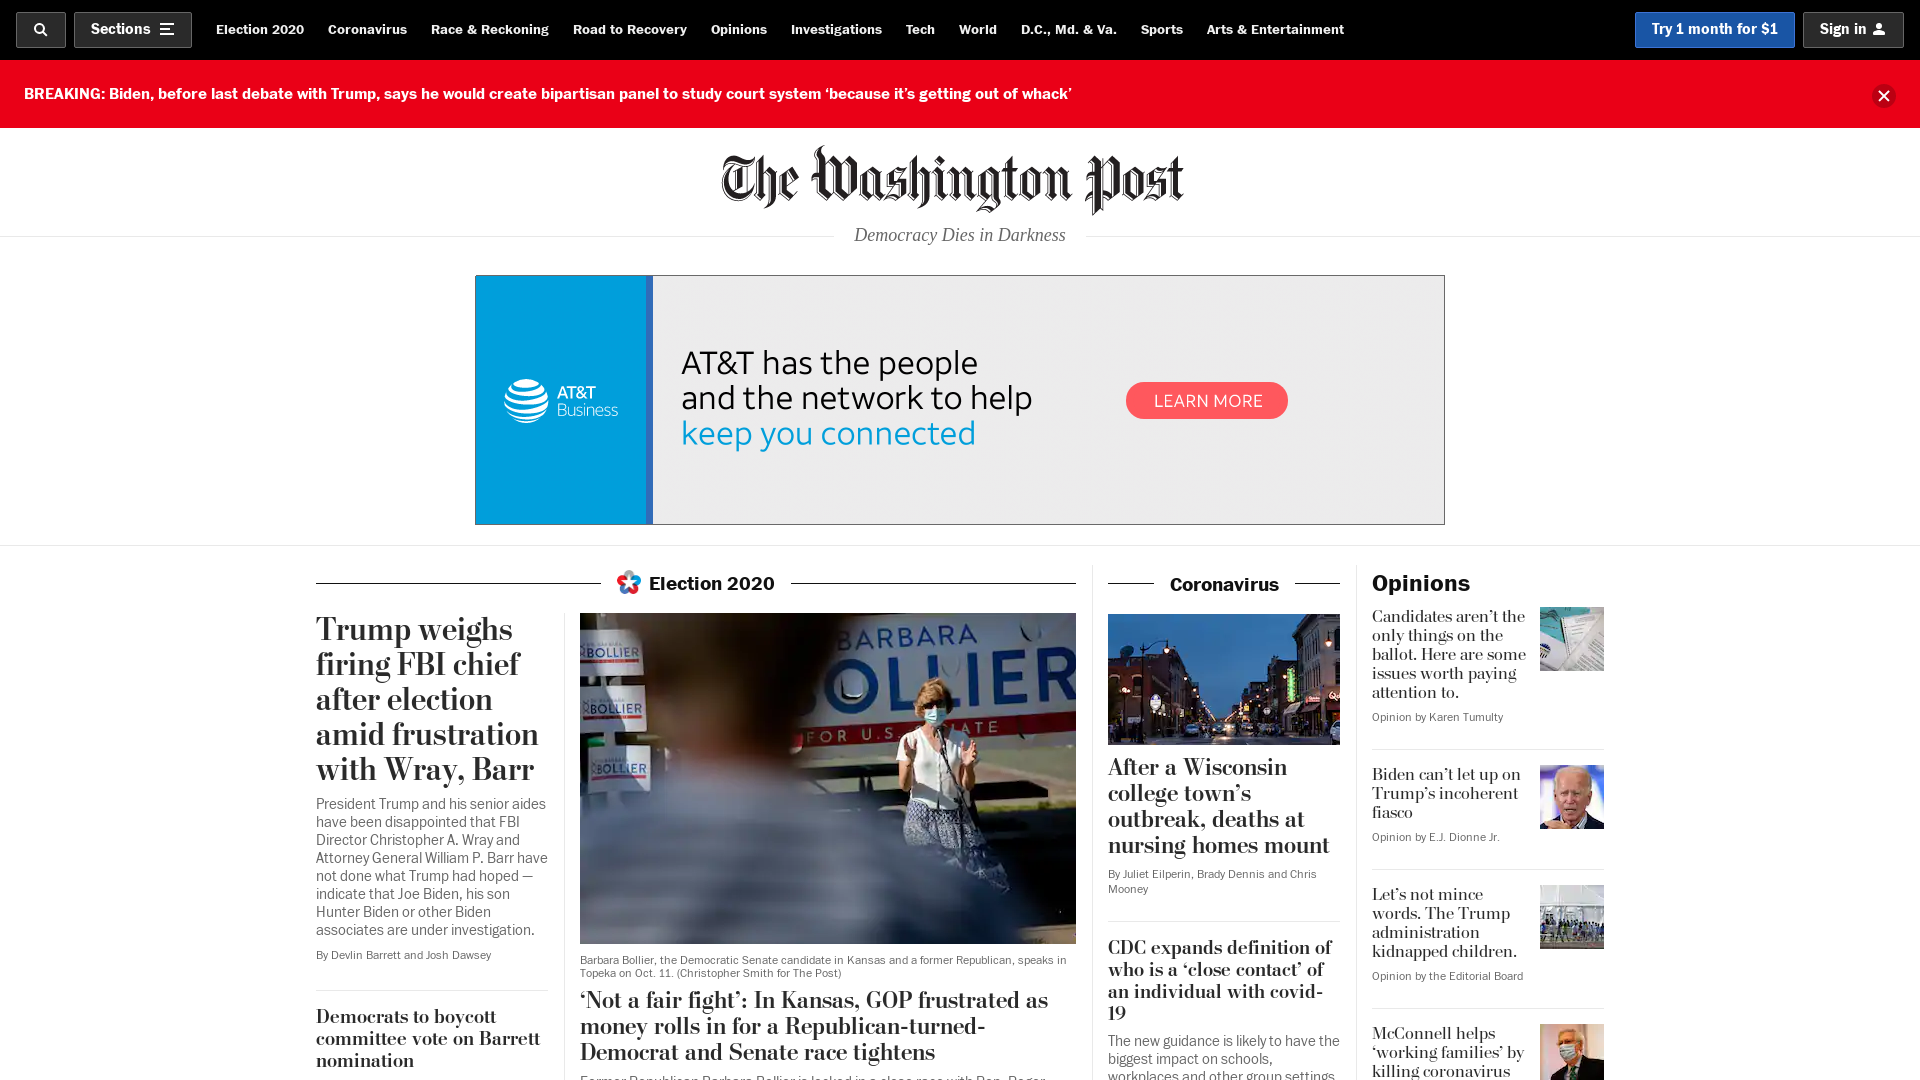 Sections
Election 2020
Coronavirus
Race & Reckoning
Road to Recovery
Opinions
Investigations
Tech
World
D.C., Md. & Va.
Sports
Arts & Entertainment
Try 1 month for $1
Sign in
BREAKING: Biden, before last debate with Trump, says he would create bipartisan panel to study court system ‘because it’s getting out of whack’
The Washington Post
Democracy Dies in Darkness
AT&T
Business
AT&T has the people
and the network to help
keep you connected
LEARN MORE
Election 2020
Trump weighs
firing FBI chief
after election
amid frustration
with Wray, Barr
President Trump and his senior aides
have been disappointed that FBI
Director Christopher A. Wray and
Attorney General William P. Barr have
not done what Trump had hoped —
indicate that Joe Biden, his son
Hunter Biden or other Biden
associates are under investigation.
By Devlin Barrett and Josh Dawsey
Democrats to boycott
committee vote on Barrett
nomination
BARBARA
BOLLIER
FOR U.S. SENATE
BOLLIER
BOLLIER
BOLLIER
Barbara Bollier, the Democratic Senate candidate in Kansas and a former Republican, speaks in
Topeka on Oct. 11. (Christopher Smith for The Post)
‘Not a fair fight’: In Kansas, GOP frustrated as
money rolls in for a Republican-turned-
Democrat and Senate race tightens
Former Republican Barbara Bollier is locked in a close race with Rep. Roger
Coronavirus
After a Wisconsin
college town’s
outbreak, deaths at
nursing homes mount
By Juliet Eilperin, Brady Dennis and Chris
Mooney
CDC expands definition of
who is a ‘close contact’ of
an individual with covid-
19
The new guidance is likely to have the
biggest impact on schools,
workplaces and other group settings
Opinions
Candidates aren’t the
only things on the
ballot. Here are some
issues worth paying
attention to.
Opinion by Karen Tumulty
Biden can’t let up on
Trump’s incoherent
fiasco
Opinion by E.J. Dionne Jr.
Let’s not mince
words. The Trump
administration
kidnapped children.
Opinion by the Editorial Board
McConnell helps
‘working families’ by
killing coronavirus